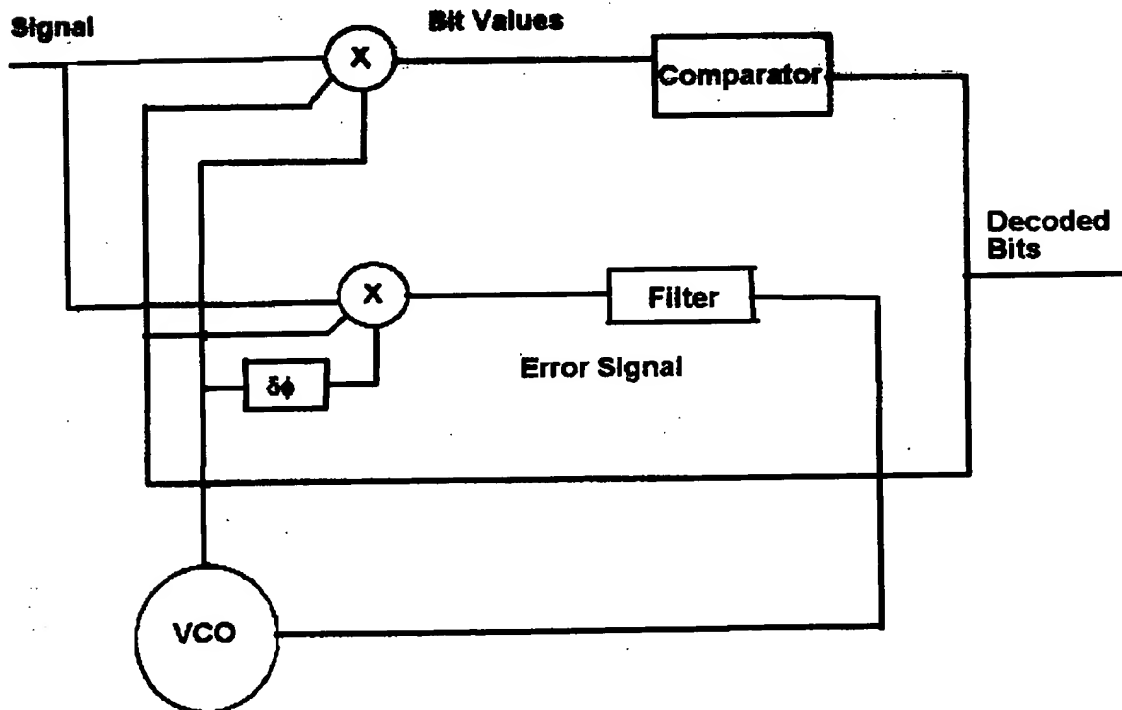 Signal
Bit Values
X
Comparator
Decoded
Bits
X
Filter
Error Signal
δϕ
VCO